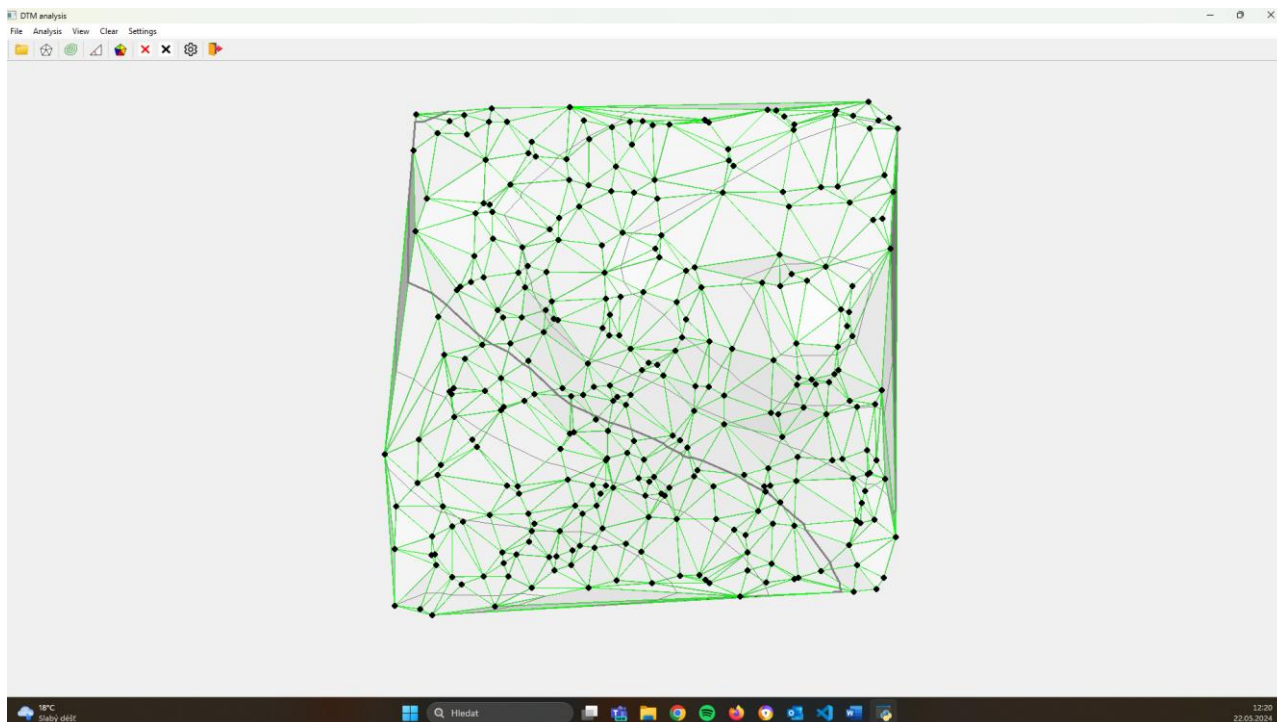 DTM analysis
File Analysis View Clear Settings
18°C
Slabý déšť
Hledat
12:20
22.05.2024